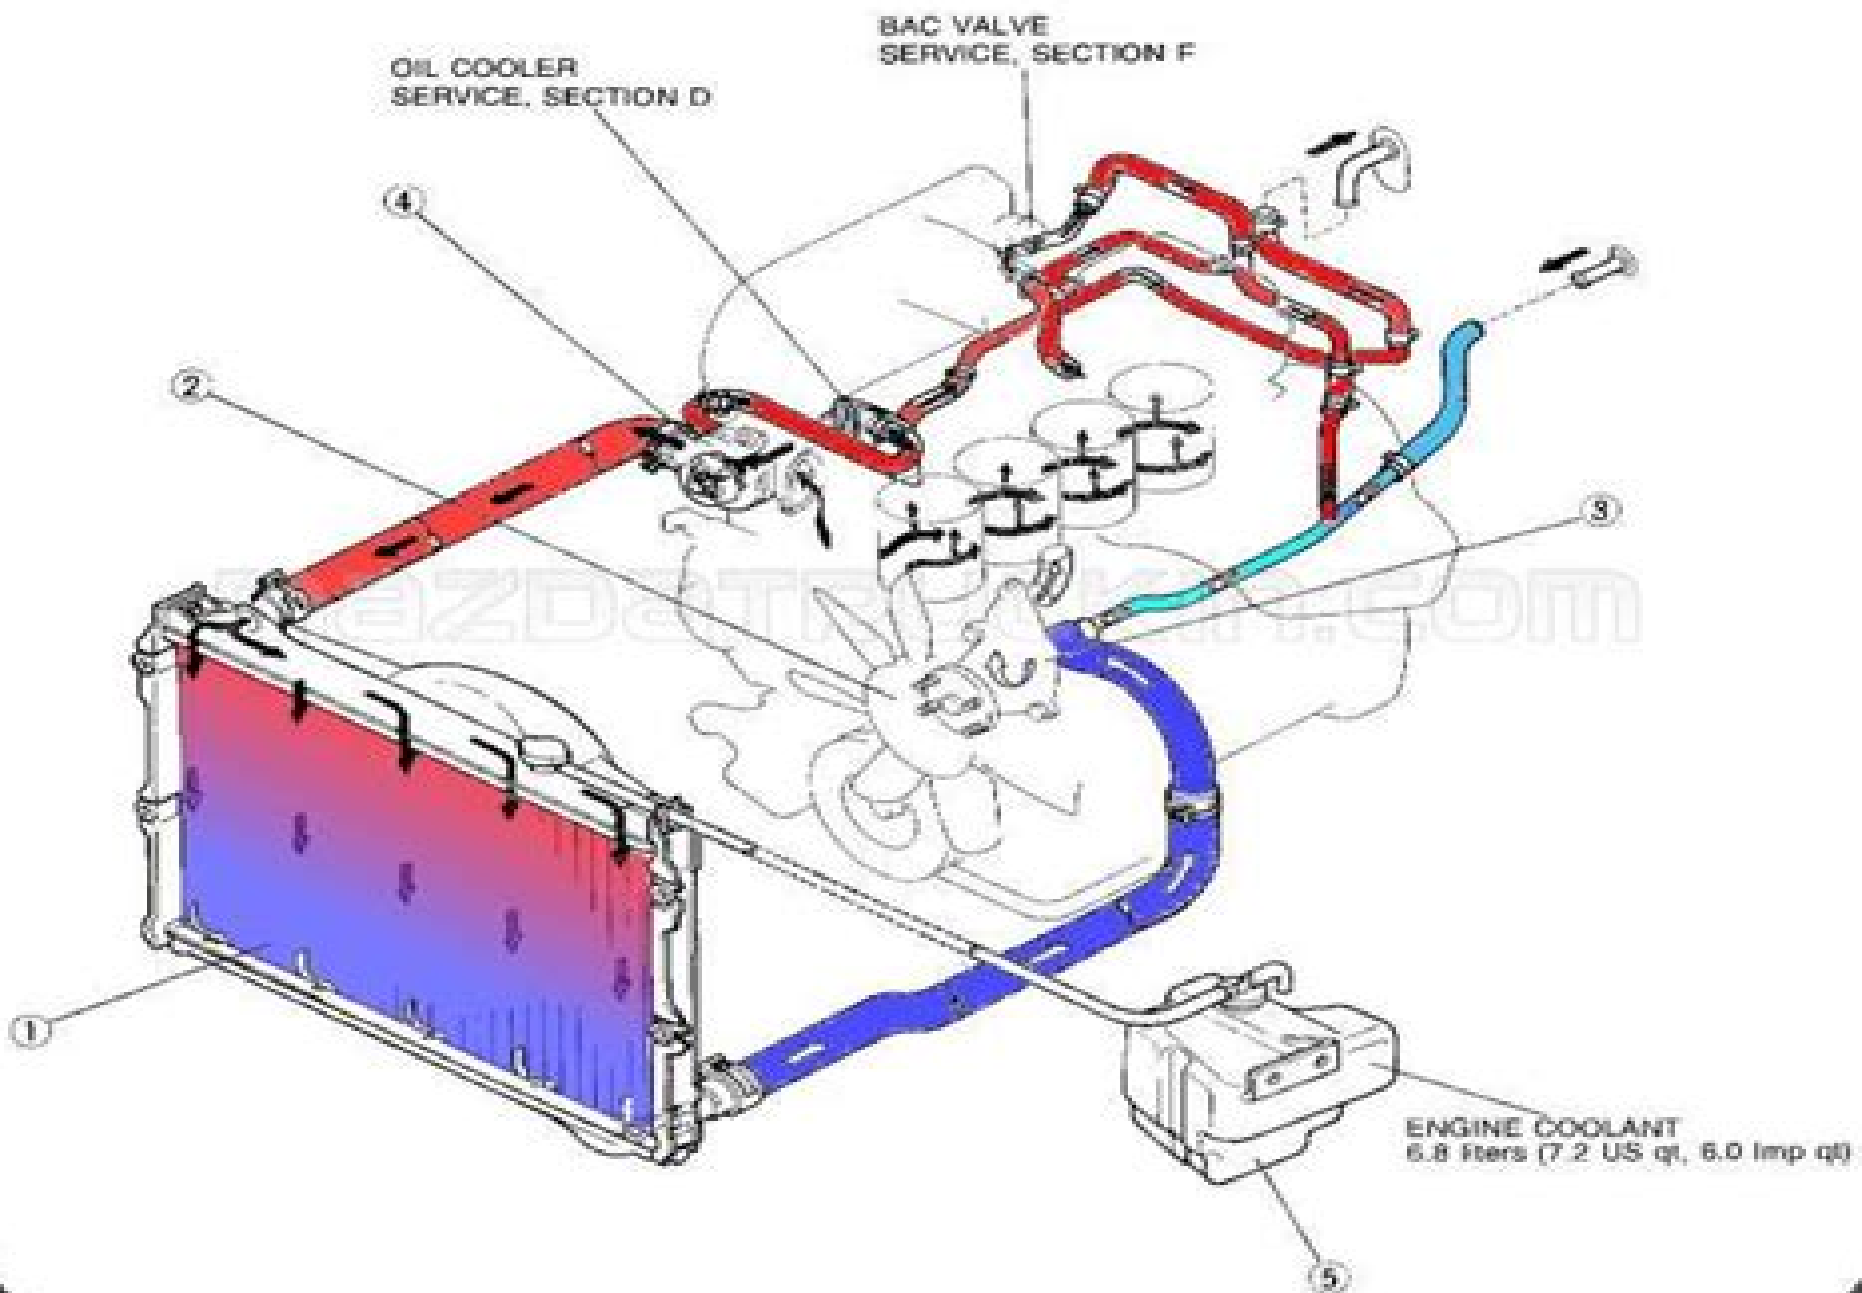 BAC VALVE
SERVICE, SECTION F
OIL COOLER
SERVICE, SECTION D
4
2
3
1
ENGINE COOLANT
6.8 liters (7.2 US qt, 6.0 Imp qt)
5